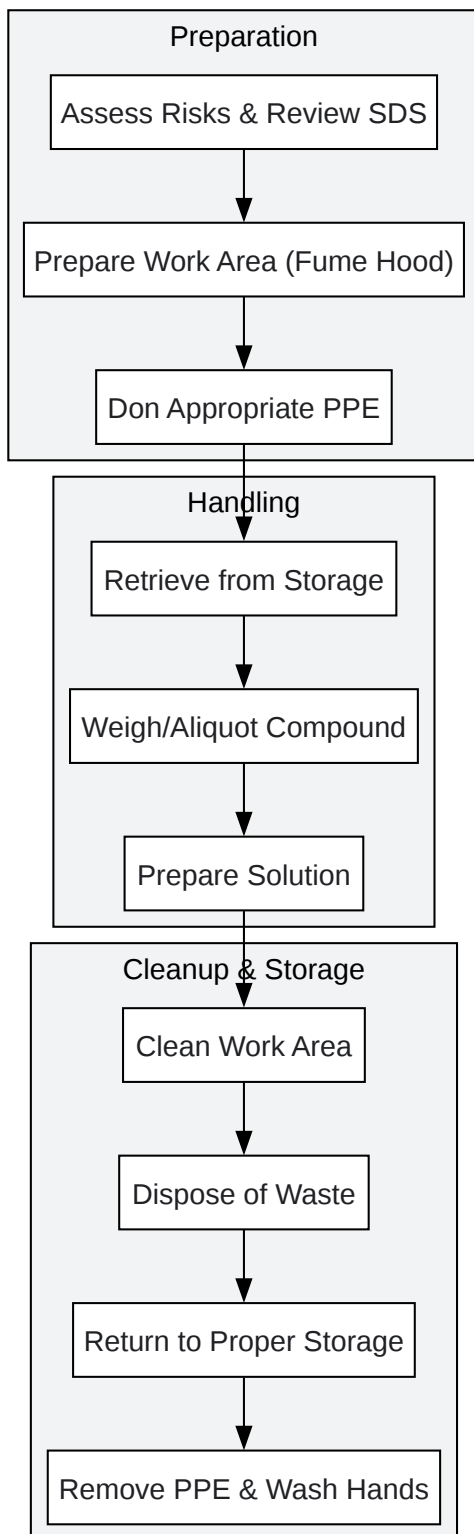 Preparation
Assess Risks & Review SDS
Prepare Work Area (Fume Hood)
Don Appropriate PPE
Handling
Retrieve from Storage
Weigh/Aliquot Compound
Prepare Solution
Cleanup & Storage
Clean Work Area
Dispose of Waste
Return to Proper Storage
Remove PPE & Wash Hands